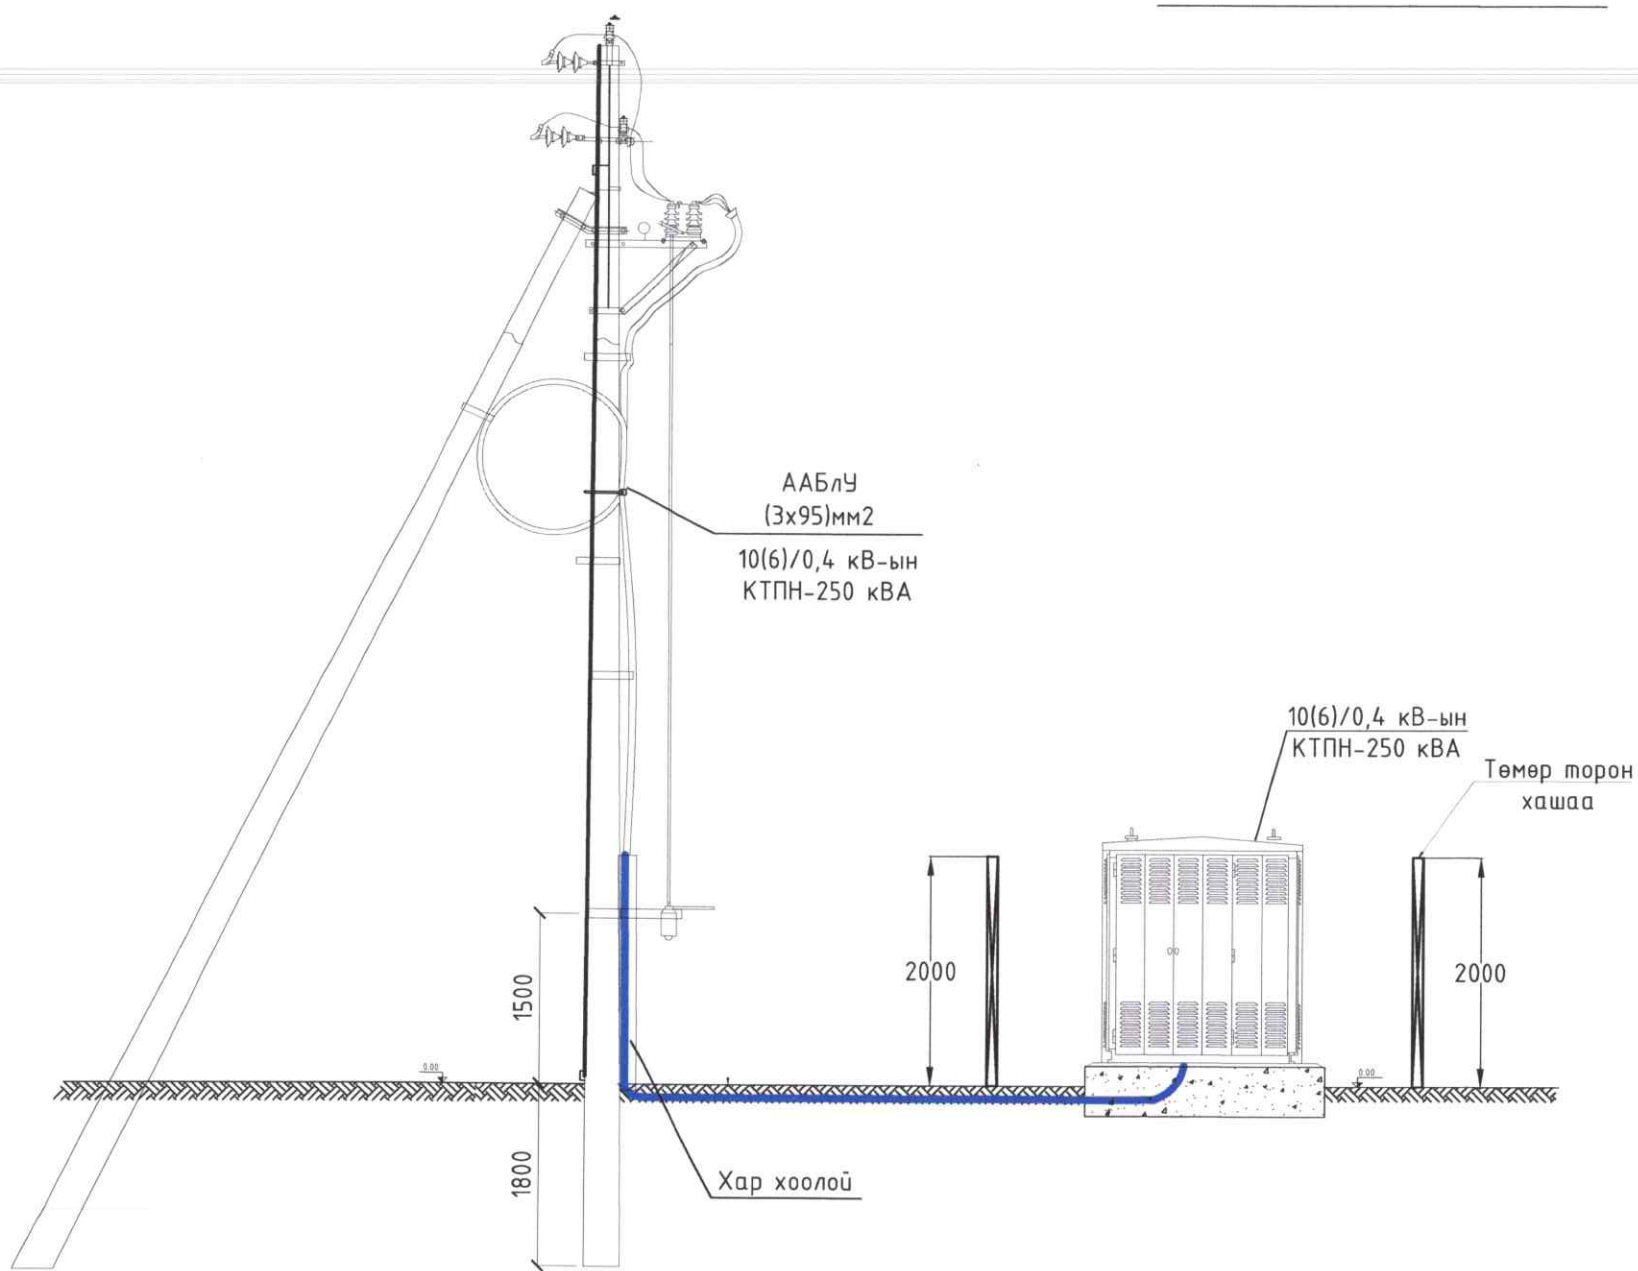 ААБлУ
(3х95)мм2
10(6)/0,4 кВ-ын
КТПН-250 кВА
10(6)/0,4 кВ-ын
КТПН-250 кВА
Төмөр торон
хашаа
2000
2000
1500
0.00
0.00
1800
Хар хоолой